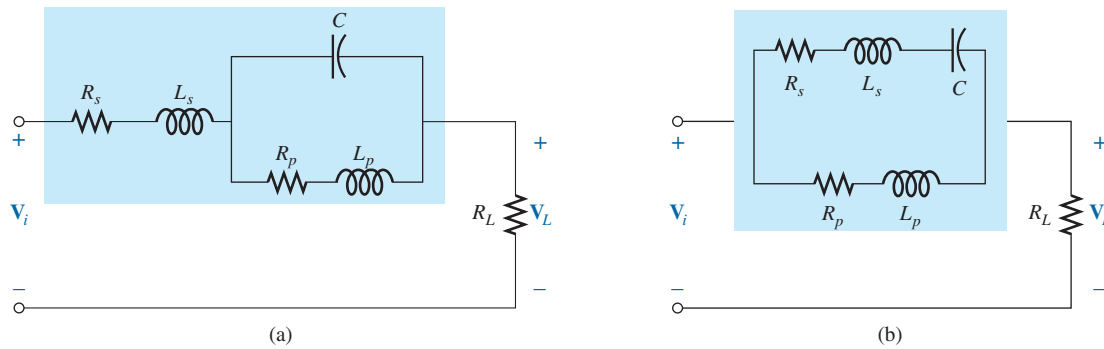 C
R_s
L_s
R_p
L_p
+
V_i
−
+
R_L
V_L
−
(a)
R_s
L_s
C
R_p
L_p
+
V_i
−
+
R_L
−
(b)